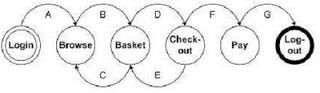 A B D F G
Login Browse Basket Check-
out Pay Log-
out
C E